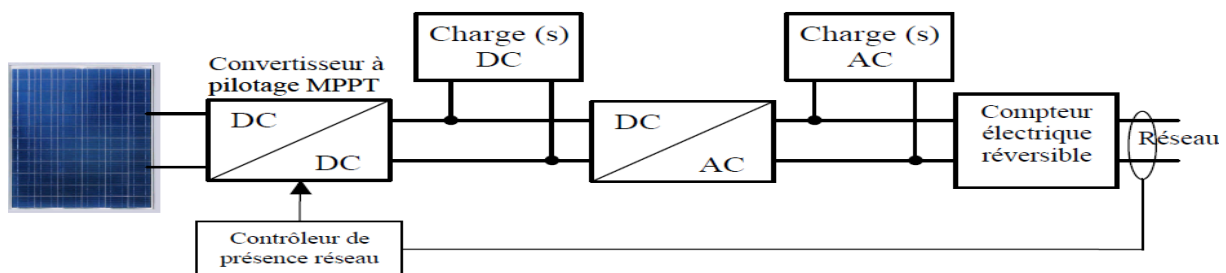 Convertisseur à
pilotage MPPT
DC
DC
Charge (s)
DC
DC
AC
Charge (s)
AC
Compteur
électrique
réversible
Réseau
Contrôleur de
présence réseau